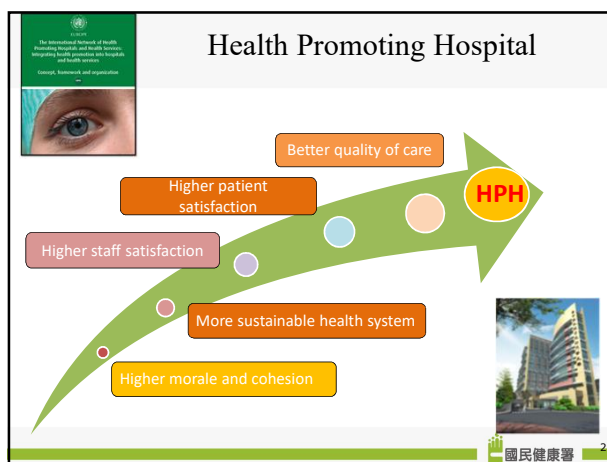 EUROPE
The International Network of Health
Promoting Hospitals and Health Services:
Integrating health promotion into hospitals
and health services
Concept, framework and organization
Health Promoting Hospital
Better quality of care
HPH
Higher patient
satisfaction
Higher staff satisfaction
More sustainable health system
Higher morale and cohesion
國民健康署
2